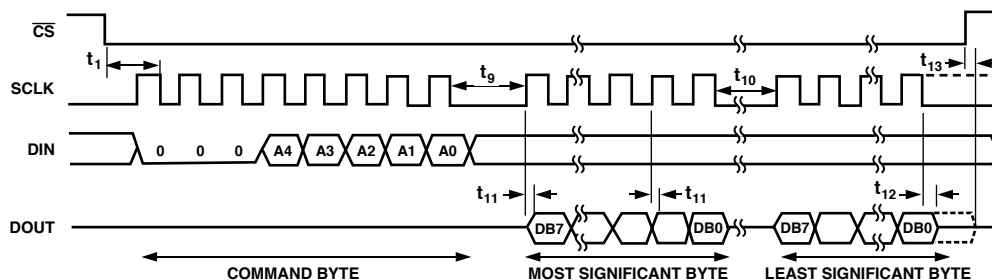 CS
t1
t9
t10
t13
SCLK
DIN 0 0 0 A4 A3 A2 A1 A0
t11
t11
t12
DOUT DB7 DB0 DB7 DB0
COMMAND BYTE MOST SIGNIFICANT BYTE LEAST SIGNIFICANT BYTE